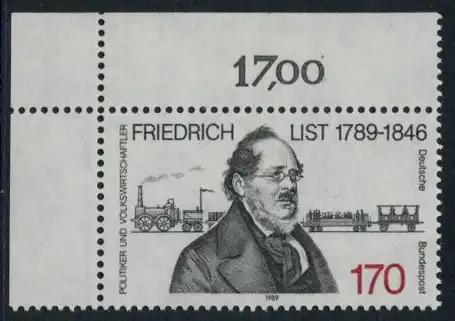 17,00
FRIEDRICH LIST 1789-1846
POLITIKER UND VOLKSWIRTSCHAFTLER
Deutsche Bundespost
170
1989